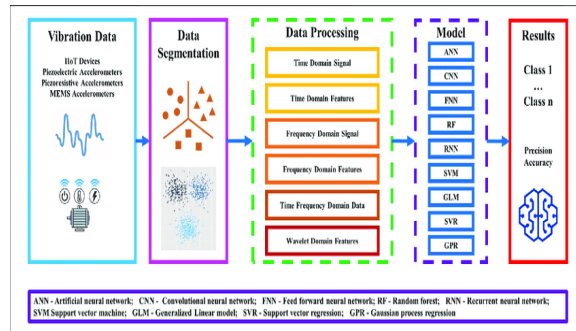 Vibration Data
IIoT Devices
Piezoelectric Accelerometers
Piezoresistive Accelerometers
MEMS Accelerometers
Data
Segmentation
Data Processing
Time Domain Signal
Time Domain Features
Frequency Domain Signal
Frequency Domain Features
Time Frequency Domain Data
Wavelet Domain Features
Model
ANN
CNN
FNN
RF
RNN
SVM
GLM
SVR
GPR
Results
Class 1
...
Class n
Precision
Accuracy
ANN - Artificial neural network; CNN - Convolutional neural network; FNN - Feed forward neural network; RF - Random forest; RNN - Recurrent neural network;
SVM Support vector machine; GLM - Generalized Linear model; SVR - Support vector regression; GPR - Gaussian process regression